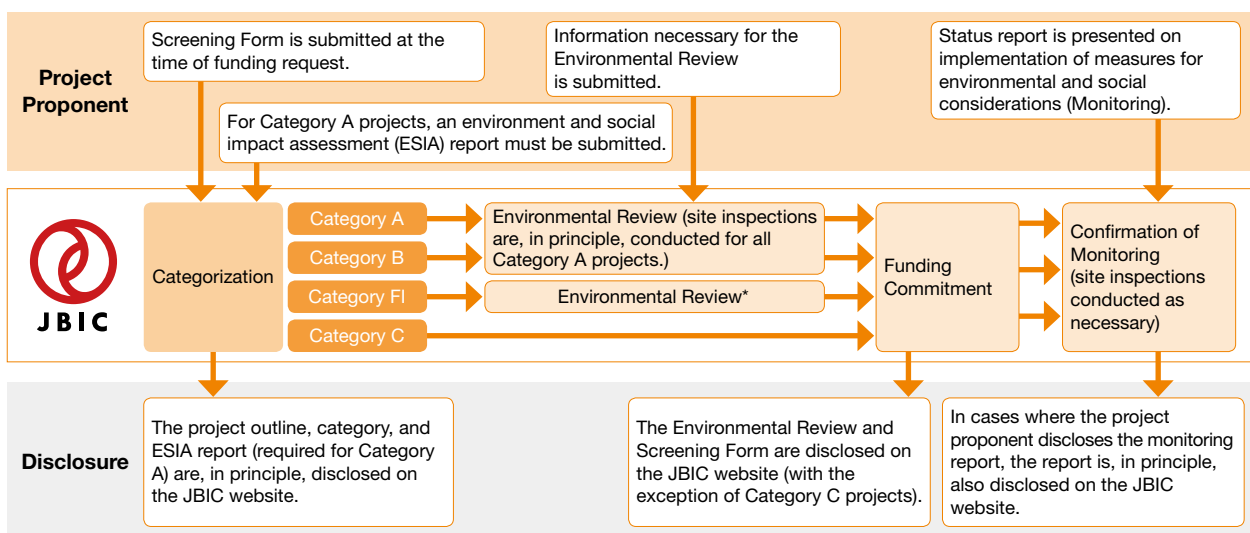 Project
Proponent
Screening Form is submitted at the
time of funding request.
Information necessary for the
Environmental Review
is submitted.
Status report is presented on
implementation of measures for
environmental and social
considerations (Monitoring).
For Category A projects, an environment and social
impact assessment (ESIA) report must be submitted.
JBIC
Categorization
Category A
Category B
Category FI
Category C
Environmental Review (site inspections
are, in principle, conducted for all
Category A projects.)
Environmental Review*
Funding
Commitment
Confirmation of
Monitoring
(site inspections
conducted as
necessary)
Disclosure
The project outline, category, and
ESIA report (required for Category
A) are, in principle, disclosed on
the JBIC website.
The Environmental Review and
Screening Form are disclosed on
the JBIC website (with the
exception of Category C projects).
In cases where the project
proponent discloses the monitoring
report, the report is, in principle,
also disclosed on the JBIC
website.